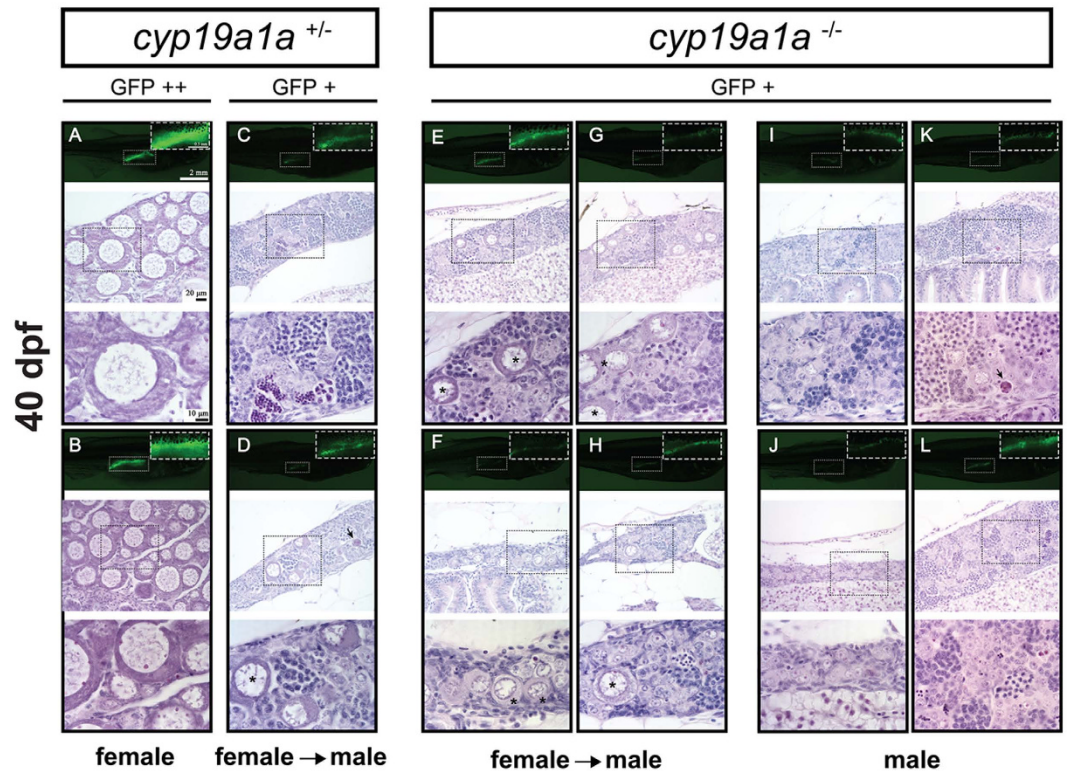 cyp19a1a +/-
cyp19a1a -/-
GFP ++
GFP +
GFP +
40 dpf
A
C
E
G
I
K
2 mm
20 µm
*
*
*
*
*
10 µm
B
D
F
H
J
L
*
*
*
*
female
female → male
female → male
male